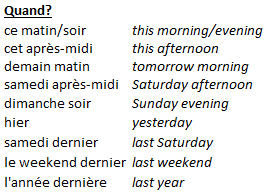 Quand?
ce matin/soir this morning/evening
cet après-midi this afternoon
demain matin tomorrow morning
samedi après-midi Saturday afternoon
dimanche soir Sunday evening
hier yesterday
samedi dernier last Saturday
le weekend dernier last weekend
l'année dernière last year